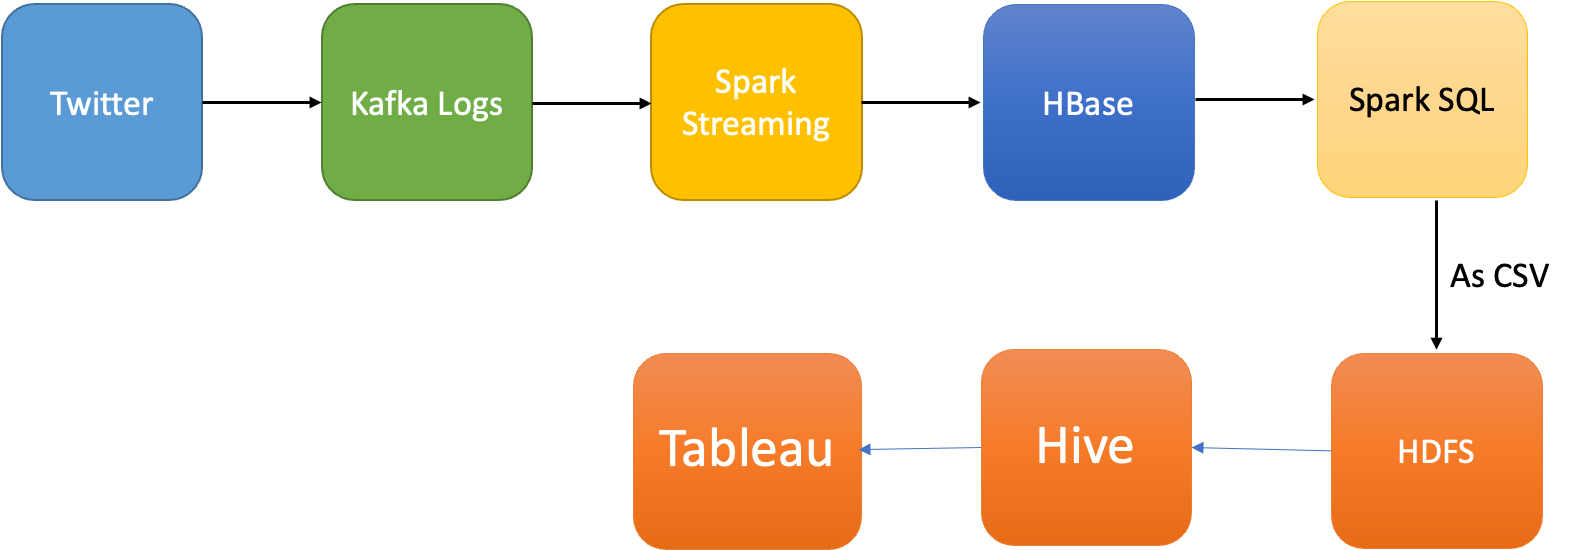 Twitter
Kafka Logs
Spark
Streaming
HBase
Spark SQL
As CSV
Tableau
Hive
HDFS